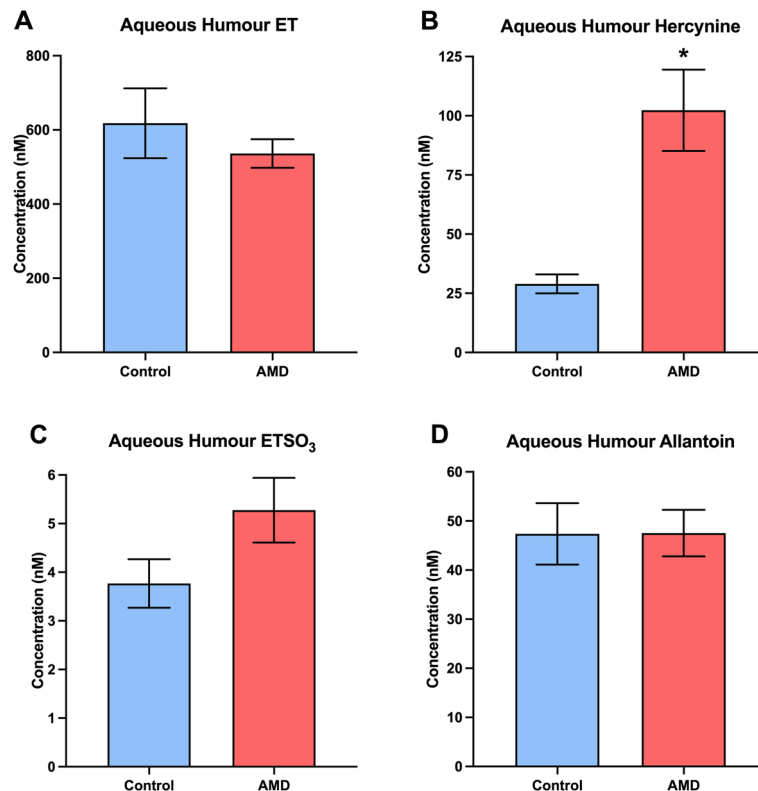 A
Aqueous Humour ET
Concentration (nM)
800
600
400
200
0
Control
AMD
B
Aqueous Humour Hercynine
Concentration (nM)
125
100
75
50
25
0
*
Control
AMD
C
Aqueous Humour ETSO₃
Concentration (nM)
6
5
4
3
2
1
0
Control
AMD
D
Aqueous Humour Allantoin
Concentration (nM)
60
50
40
30
20
10
0
Control
AMD